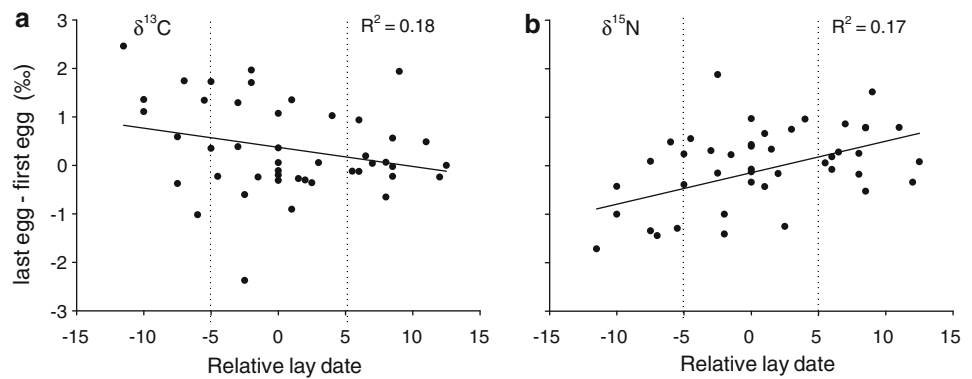 a
δ¹³C
R² = 0.18
last egg - first egg (‰)
3
2
1
0
-1
-2
-3
-15
-10
-5
0
5
10
15
Relative lay date
b
δ¹⁵N
R² = 0.17
-15
-10
-5
0
5
10
15
Relative lay date